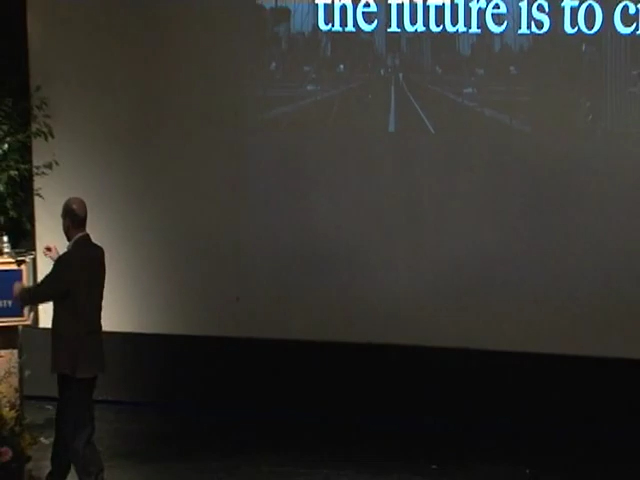 the future is to c